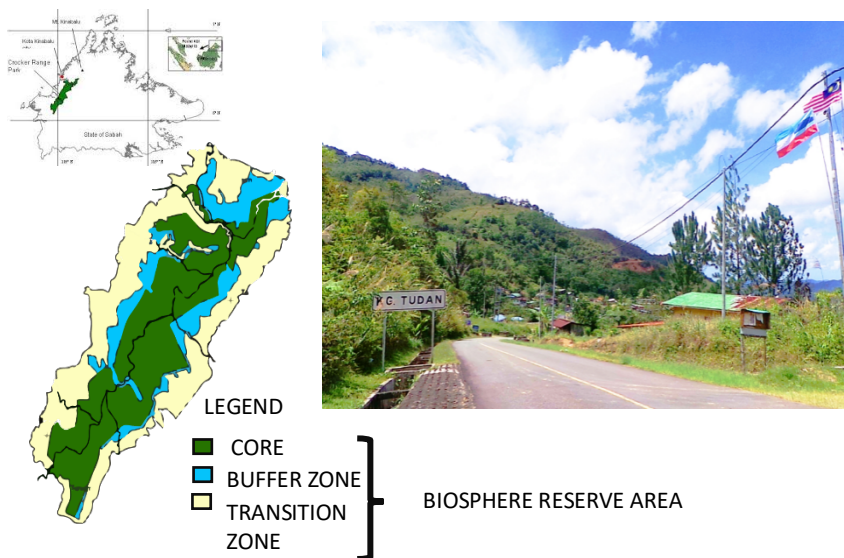 Mt. Kinabalu
Kota Kinabalu
Crocker Range
Park
State of Sabah
KG. TUDAN
LEGEND
CORE
BUFFER ZONE
TRANSITION
ZONE
BIOSPHERE RESERVE AREA